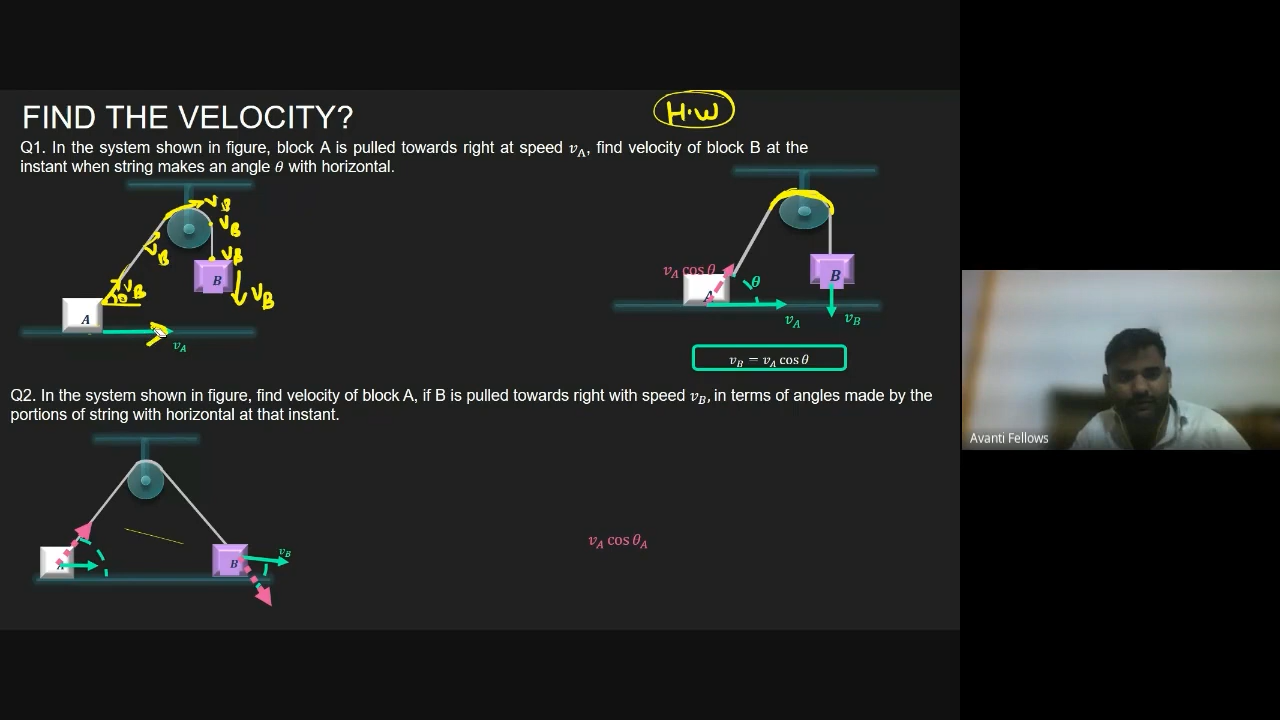 FIND THE VELOCITY?
H.W
Q1. In the system shown in figure, block A is pulled towards right at speed v_A, find velocity of block B at the
instant when string makes an angle θ with horizontal.
v_B
v_B
v_B
v_B
v_B
θ
v_B
B
A
v_A
v_A cos θ
A
θ
B
v_A
v_B
v_B = v_A cos θ
Q2. In the system shown in figure, find velocity of block A, if B is pulled towards right with speed v_B, in terms of angles made by the
portions of string with horizontal at that instant.
A
B
v_B
v_A cos θ_A
Avanti Fellows